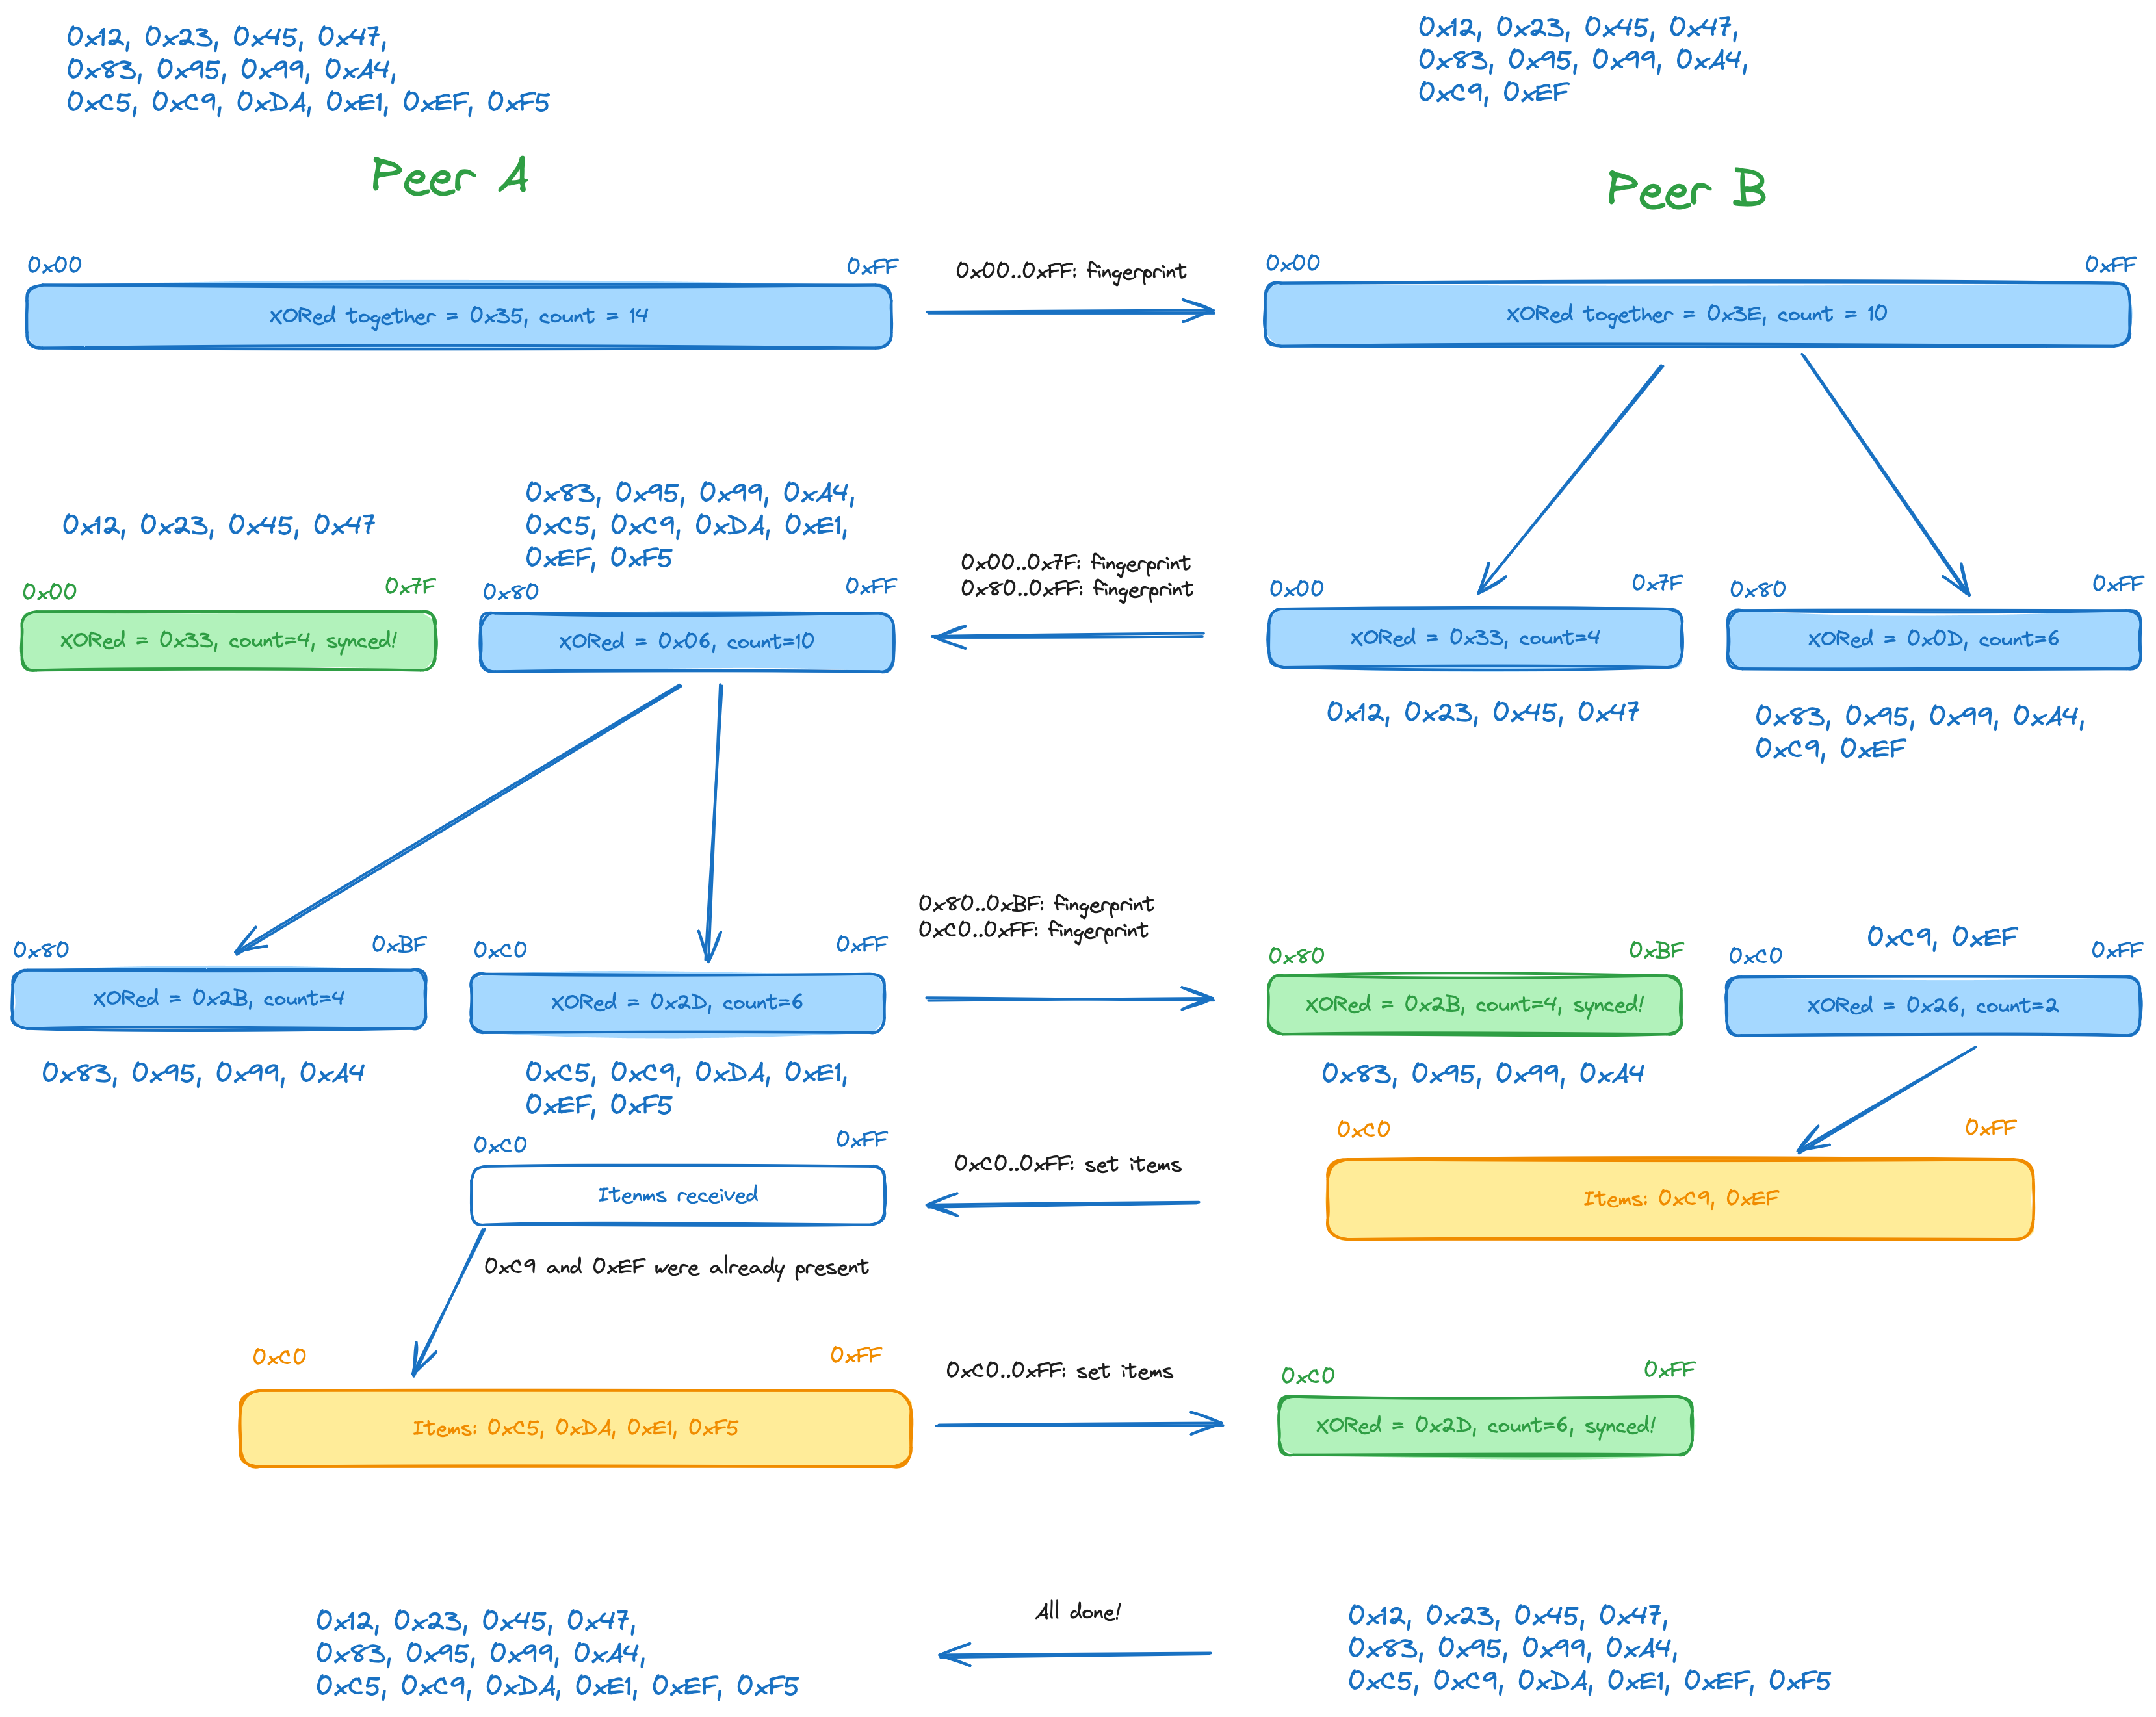 0x12, 0x23, 0x45, 0x47,
0x83, 0x95, 0x99, 0xA4,
0xC5, 0xC9, 0xDA, 0xE1, 0xEF, 0xF5
0x12, 0x23, 0x45, 0x47,
0x83, 0x95, 0x99, 0xA4,
0xC9, 0xEF
Peer A
Peer B
0x00
0xFF
XORed together = 0x35, count = 14
0x00..0xFF: fingerprint
0x00
0xFF
XORed together = 0x3E, count = 10
0x12, 0x23, 0x45, 0x47
0x83, 0x95, 0x99, 0xA4,
0xC5, 0xC9, 0xDA, 0xE1,
0xEF, 0xF5
0x00
0x7F
XORed = 0x33, count=4, synced!
0x80
0xFF
XORed = 0x06, count=10
0x00..0x7F: fingerprint
0x80..0xFF: fingerprint
0x00
0x7F
XORed = 0x33, count=4
0x80
0xFF
XORed = 0x0D, count=6
0x12, 0x23, 0x45, 0x47
0x83, 0x95, 0x99, 0xA4,
0xC9, 0xEF
0x80
0xBF
XORed = 0x2B, count=4
0x83, 0x95, 0x99, 0xA4
0xC0
0xFF
XORed = 0x2D, count=6
0xC5, 0xC9, 0xDA, 0xE1,
0xEF, 0xF5
0x80..0xBF: fingerprint
0xC0..0xFF: fingerprint
0x80
0xBF
XORed = 0x2B, count=4, synced!
0x83, 0x95, 0x99, 0xA4
0xC9, 0xEF
0xC0
0xFF
XORed = 0x26, count=2
0xC0
0xFF
Items: 0xC9, 0xEF
0xC0..0xFF: set items
0xC0
0xFF
Itenms received
0xC9 and 0xEF were already present
0xC0
0xFF
Items: 0xC5, 0xDA, 0xE1, 0xF5
0xC0..0xFF: set items
0xC0
0xFF
XORed = 0x2D, count=6, synced!
All done!
0x12, 0x23, 0x45, 0x47,
0x83, 0x95, 0x99, 0xA4,
0xC5, 0xC9, 0xDA, 0xE1, 0xEF, 0xF5
0x12, 0x23, 0x45, 0x47,
0x83, 0x95, 0x99, 0xA4,
0xC5, 0xC9, 0xDA, 0xE1, 0xEF, 0xF5